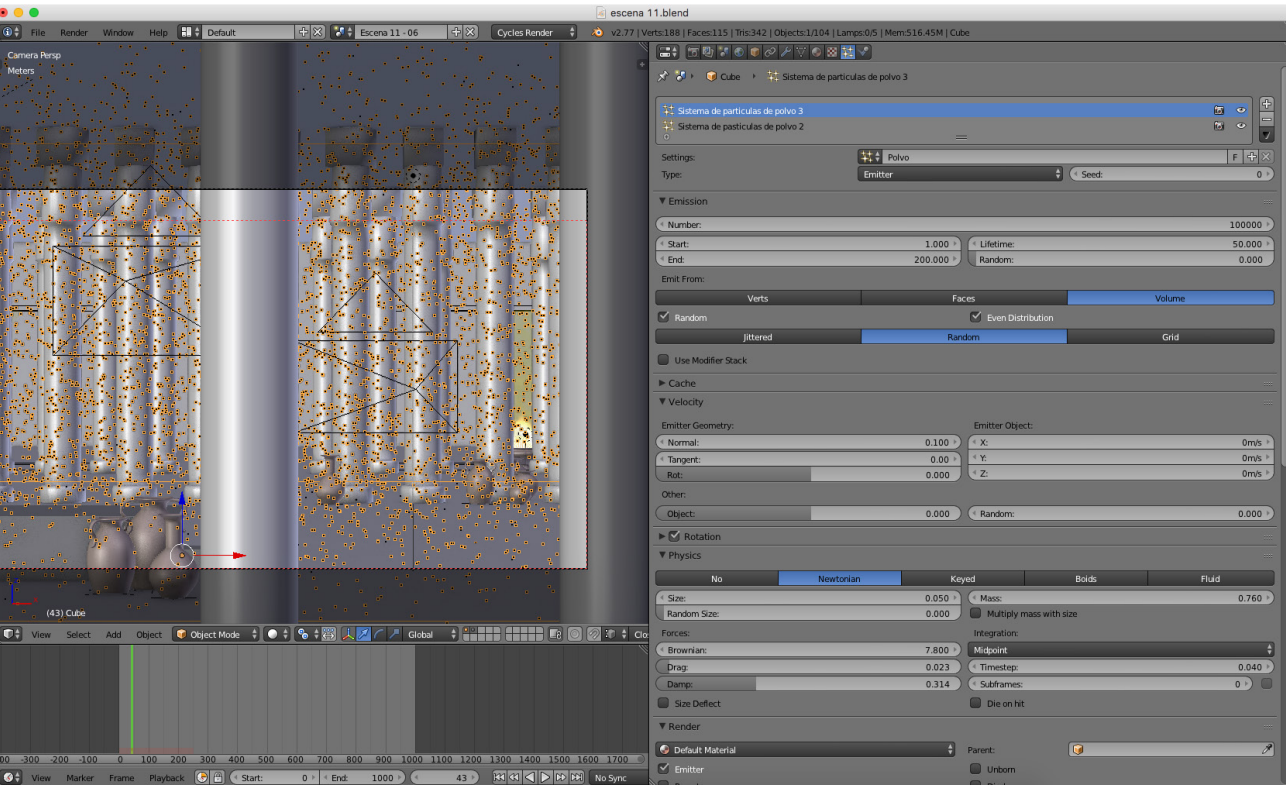 escena 11.blend
File Render Window Help Default Escena 11 - 06 Cycles Render v2.77 | Verts:188 | Faces:115 | Tris:342 | Objects:1/104 | Lamps:0/5 | Mem:516.45M | Cube
Camera Persp
Meters
(43) Cube
View Select Add Object Object Mode Global Clo
-200 -100 0 100 200 300 400 500 600 700 800 900 1000 1100 1200 1300 1400 1500 1600 1700
View Marker Frame Playback Start: 0 End: 1000 43 No Sync
Cube Sistema de particulas de polvo 3
Sistema de particulas de polvo 3
Sistema de pasticulas de polvo 2
Settings: Polvo F
Type: Emitter Seed: 0
Emission
Number: 100000
Start: 1.000 Lifetime: 50.000
End: 200.000 Random: 0.000
Emit From:
Verts Faces Volume
Random Even Distribution
Jittered Random Grid
Use Modifier Stack
Cache
Velocity
Emitter Geometry: Emitter Object:
Normal: 0.100 X: 0m/s
Tangent: 0.00 Y: 0m/s
Rot: 0.000 Z: 0m/s
Other:
Object: 0.000 Random: 0.000
Rotation
Physics
No Newtonian Keyed Boids Fluid
Size: 0.050 Mass: 0.760
Random Size: 0.000 Multiply mass with size
Forces: Integration:
Brownian: 7.800 Midpoint
Drag: 0.023 Timestep: 0.040
Damp: 0.314 Subframes: 0
Size Deflect Die on hit
Render
Default Material Parent:
Emitter Unborn